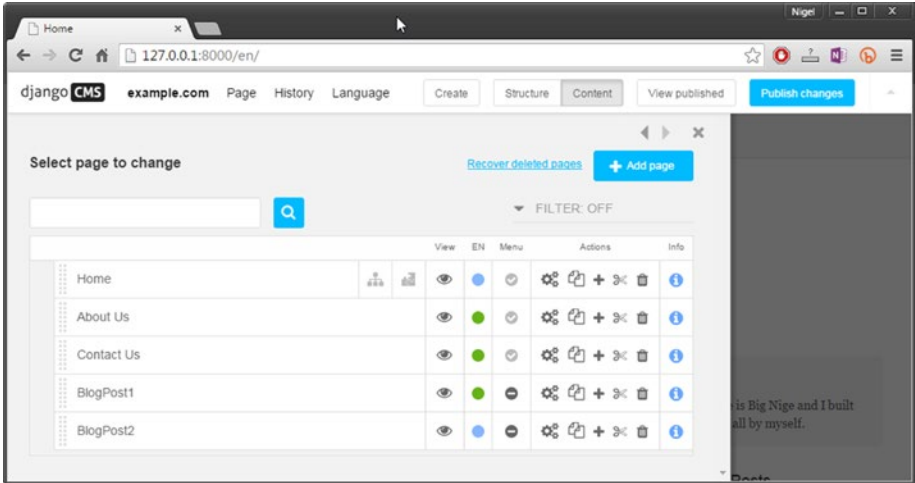 Nigel
Home
127.0.0.1:8000/en/
django CMS example.com Page History Language Create Structure Content View published Publish changes
Select page to change Recover deleted pages Add page
FILTER: OFF
View EN Menu Actions Info
Home
About Us
Contact Us
BlogPost1
BlogPost2
is Big Nige and I built
all by myself.